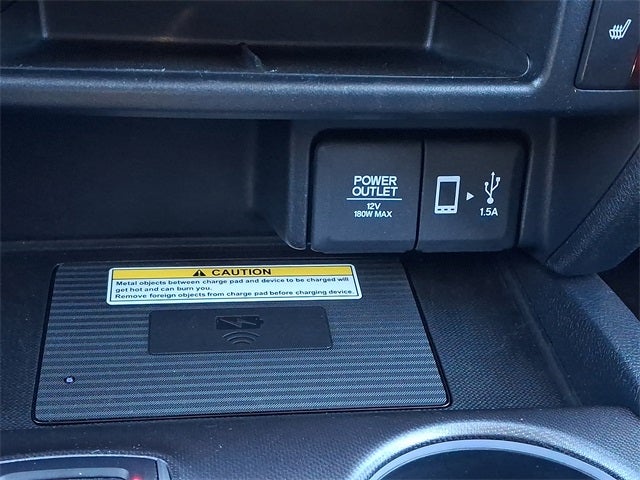 POWER
OUTLET
12V
180W MAX
1.5A
CAUTION
Metal objects between charge pad and device to be charged will
get hot and can burn you.
Remove foreign objects from charge pad before charging device.